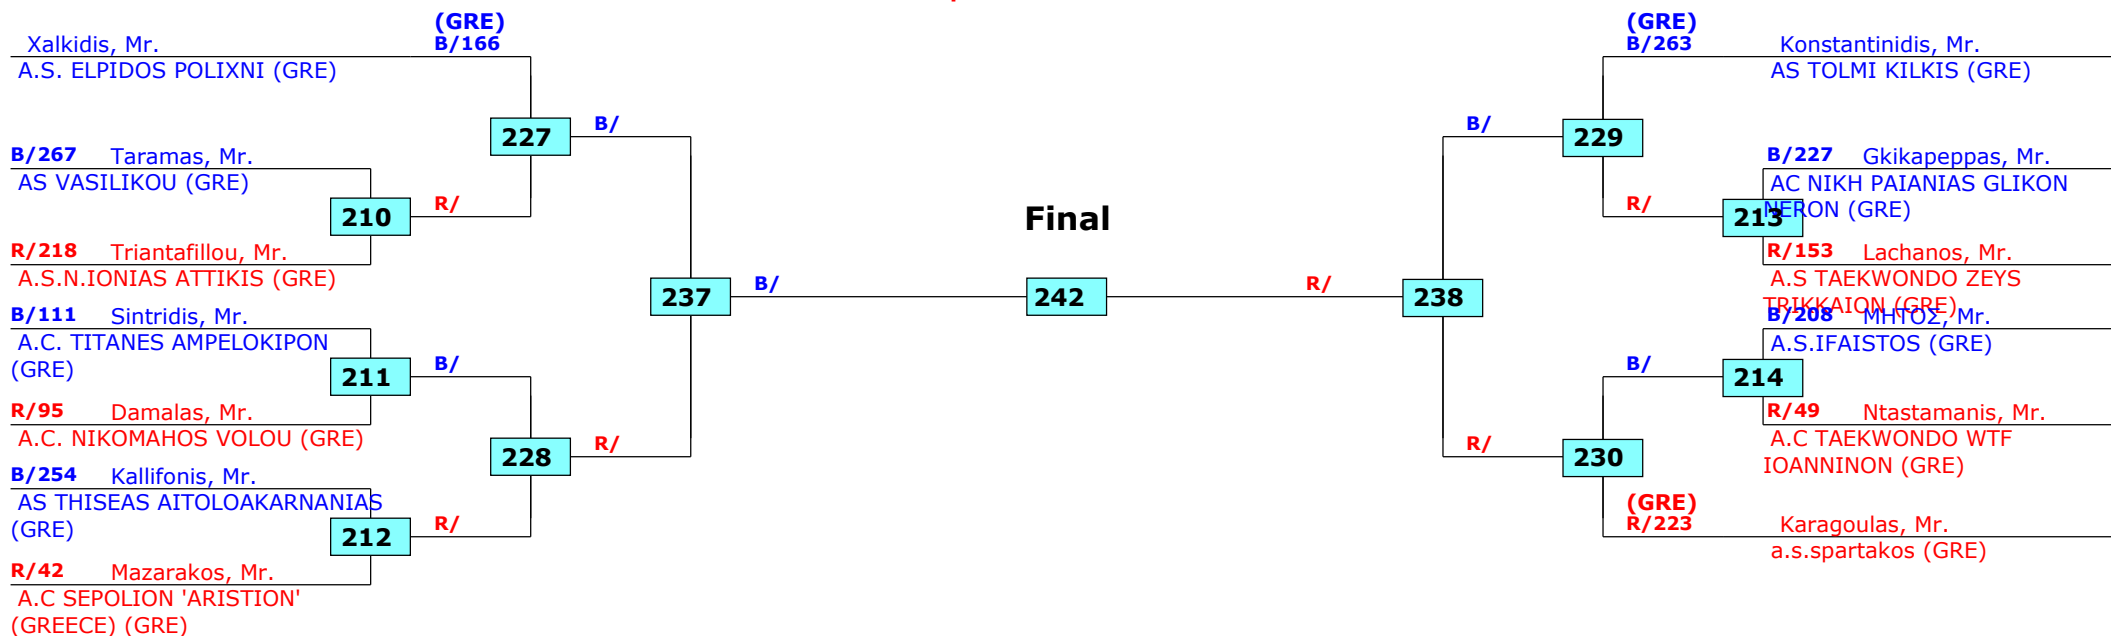 (GRE)
Xalkidis, Mr.
B/166
A.S. ELPIDOS POLIXNI (GRE)
227
B/
B/267 Taramas, Mr.
AS VASILIKOU (GRE)
210
R/
R/218 Triantafillou, Mr.
A.S.N.IONIAS ATTIKIS (GRE)
237
B/
B/111 Sintridis, Mr.
A.C. TITANES AMPELOKIPON
(GRE)
211
B/
R/95 Damalas, Mr.
A.C. NIKOMAHOS VOLOU (GRE)
228
R/
B/254 Kallifonis, Mr.
AS THISEAS AITOLOAKARNANIAS
(GRE)
212
R/
R/42 Mazarakos, Mr.
A.C SEPOLION 'ARISTION'
(GREECE) (GRE)
Final
242
(GRE)
B/263 Konstantinidis, Mr.
AS TOLMI KILKIS (GRE)
B/
229
B/227 Gkikapeppas, Mr.
AC NIKH PAIANIAS GLIKON
NERON (GRE)
R/
213
R/153 Lachanos, Mr.
A.S TAEKWONDO ZEYS
TRIKKAION (GRE)
R/
238
B/208 ΜΗΤΟΣ, Mr.
A.S.IFAISTOS (GRE)
B/
214
R/49 Ntastamanis, Mr.
A.C TAEKWONDO WTF
IOANNINON (GRE)
R/
230
(GRE)
R/223 Karagoulas, Mr.
a.s.spartakos (GRE)